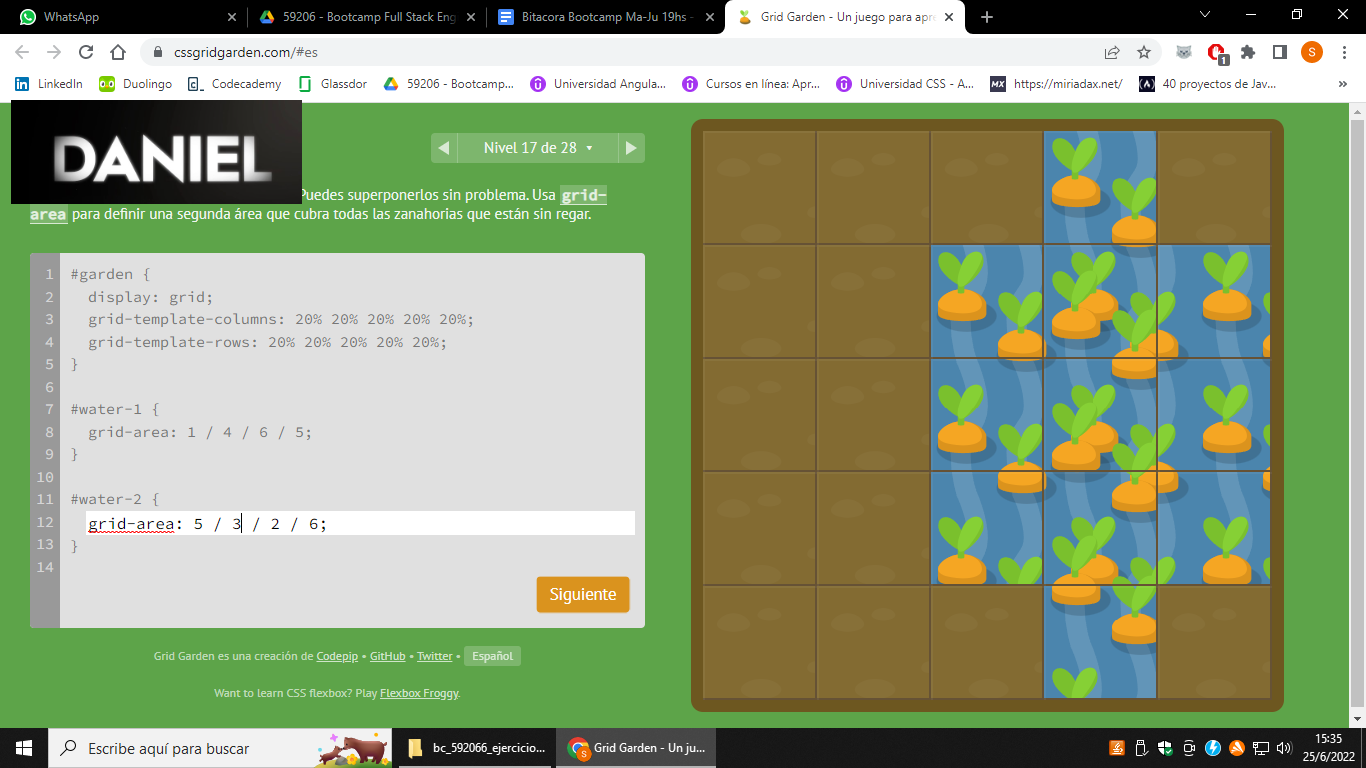 WhatsApp
59206 - Bootcamp Full Stack Eng
Bitacora Bootcamp Ma-Ju 19hs -
Grid Garden - Un juego para apre
cssgridgarden.com/#es
1
S
LinkedIn
Duolingo
Codecademy
Glassdor
59206 - Bootcamp...
Universidad Angula...
Cursos en línea: Apr...
Universidad CSS - A...
MX https://miriadax.net/
40 proyectos de Jav...
»
DANIEL
Nivel 17 de 28
Puedes superponerlos sin problema. Usa grid-
area para definir una segunda área que cubra todas las zanahorias que están sin regar.
1 #garden {
2 display: grid;
3 grid-template-columns: 20% 20% 20% 20% 20%;
4 grid-template-rows: 20% 20% 20% 20% 20%;
5 }
6
7 #water-1 {
8 grid-area: 1 / 4 / 6 / 5;
9 }
10
11 #water-2 {
12 grid-area: 5 / 3 / 2 / 6;
13 }
14
Siguiente
Grid Garden es una creación de Codepip • GitHub • Twitter • Español
Want to learn CSS flexbox? Play Flexbox Froggy.
Escribe aquí para buscar
bc_592066_ejercicio...
S
Grid Garden - Un ju...
15:35
25/6/2022